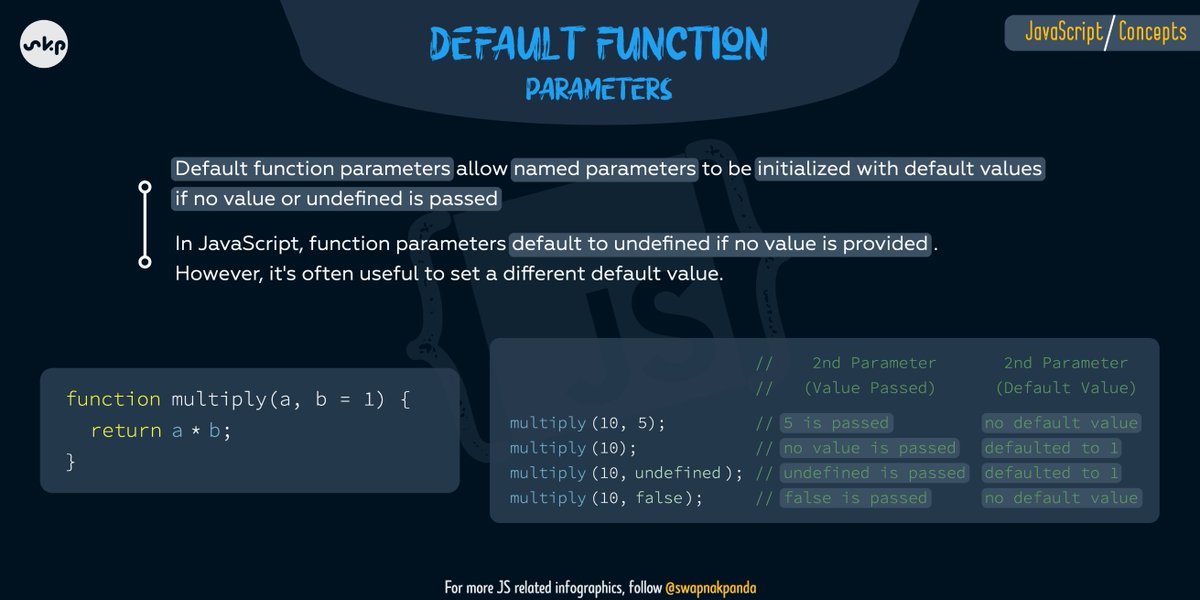 skp
DEFAULT FUNCTION
PARAMETERS
JavaScript/Concepts
Default function parameters allow named parameters to be initialized with default values
if no value or undefined is passed
In JavaScript, function parameters default to undefined if no value is provided.
However, it's often useful to set a different default value.
JS
function multiply(a, b = 1) {
return a * b;
}
// 2nd Parameter 2nd Parameter
// (Value Passed) (Default Value)
multiply(10, 5); // 5 is passed no default value
multiply(10); // no value is passed defaulted to 1
multiply(10, undefined); // undefined is passed defaulted to 1
multiply(10, false); // false is passed no default value
For more JS related infographics, follow @swapnakpanda